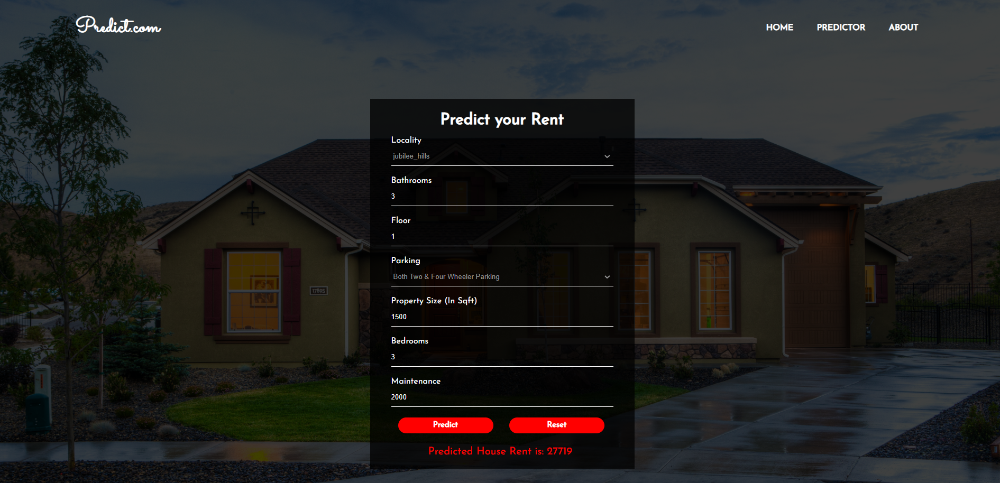 Predict.com
HOME PREDICTOR ABOUT
Predict your Rent
Locality
jubilee_hills
Bathrooms
3
Floor
1
Parking
Both Two & Four Wheeler Parking
17895
Property Size (In Sqft)
1500
Bedrooms
3
Maintenance
2000
Predict Reset
Predicted House Rent is: 27719